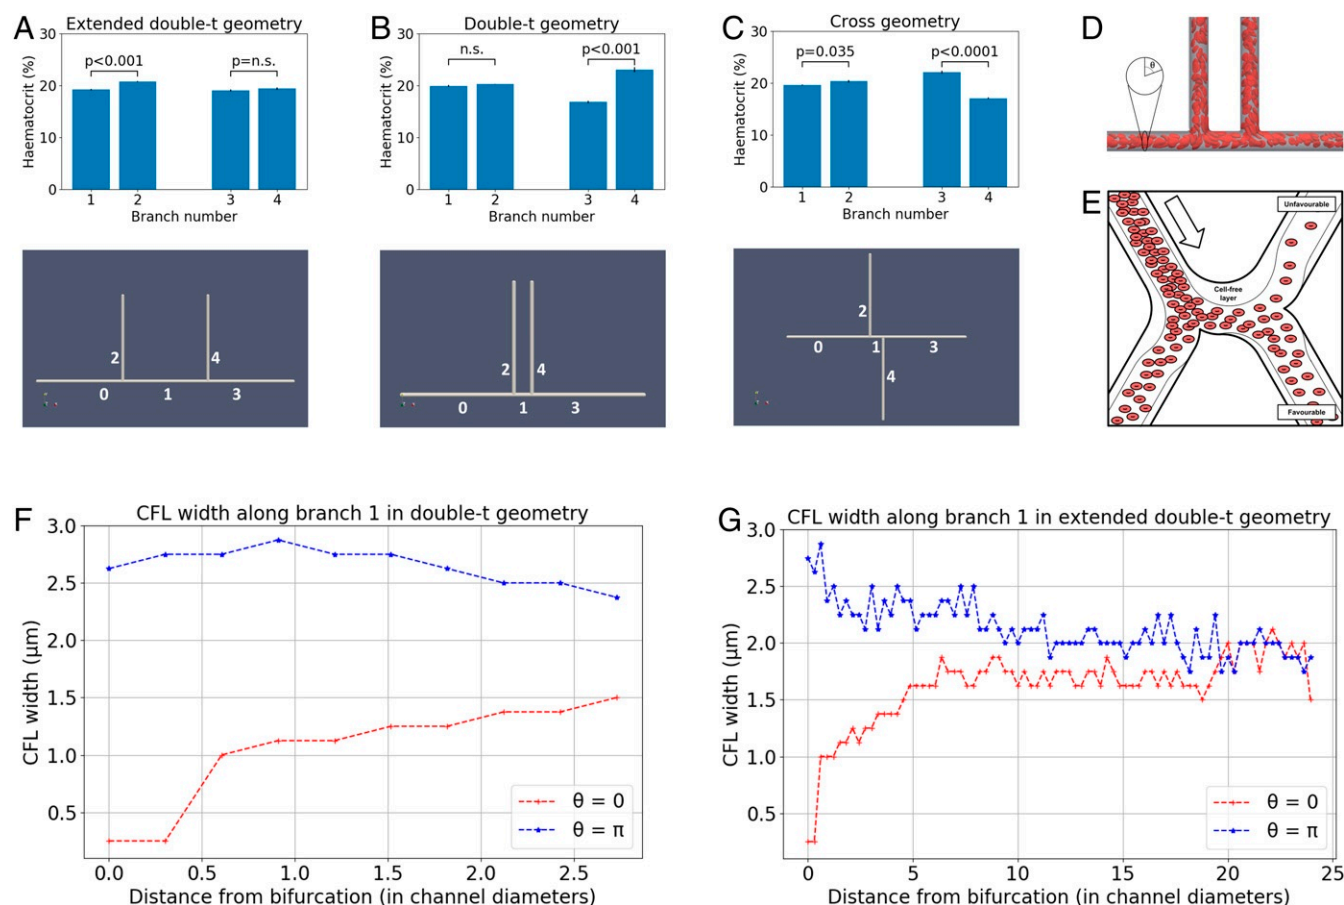 A
Extended double-t geometry
Haematocrit (%)
30
20
10
0
p<0.001
p=n.s.
1 2 3 4
Branch number
2 4
0 1 3
B
Double-t geometry
Haematocrit (%)
30
20
10
0
n.s.
p<0.001
1 2 3 4
Branch number
2 4
0 1 3
C
Cross geometry
Haematocrit (%)
30
20
10
0
p=0.035
p<0.0001
1 2 3 4
Branch number
2
0 1 3
4
D
θ
E
Unfavourable
Cell-free
layer
Favourable
F
CFL width along branch 1 in double-t geometry
CFL width (μm)
3.0
2.5
2.0
1.5
1.0
0.5
θ = 0
θ = π
0.0 0.5 1.0 1.5 2.0 2.5
Distance from bifurcation (in channel diameters)
G
CFL width along branch 1 in extended double-t geometry
CFL width (μm)
3.0
2.5
2.0
1.5
1.0
0.5
θ = 0
θ = π
0 5 10 15 20 25
Distance from bifurcation (in channel diameters)